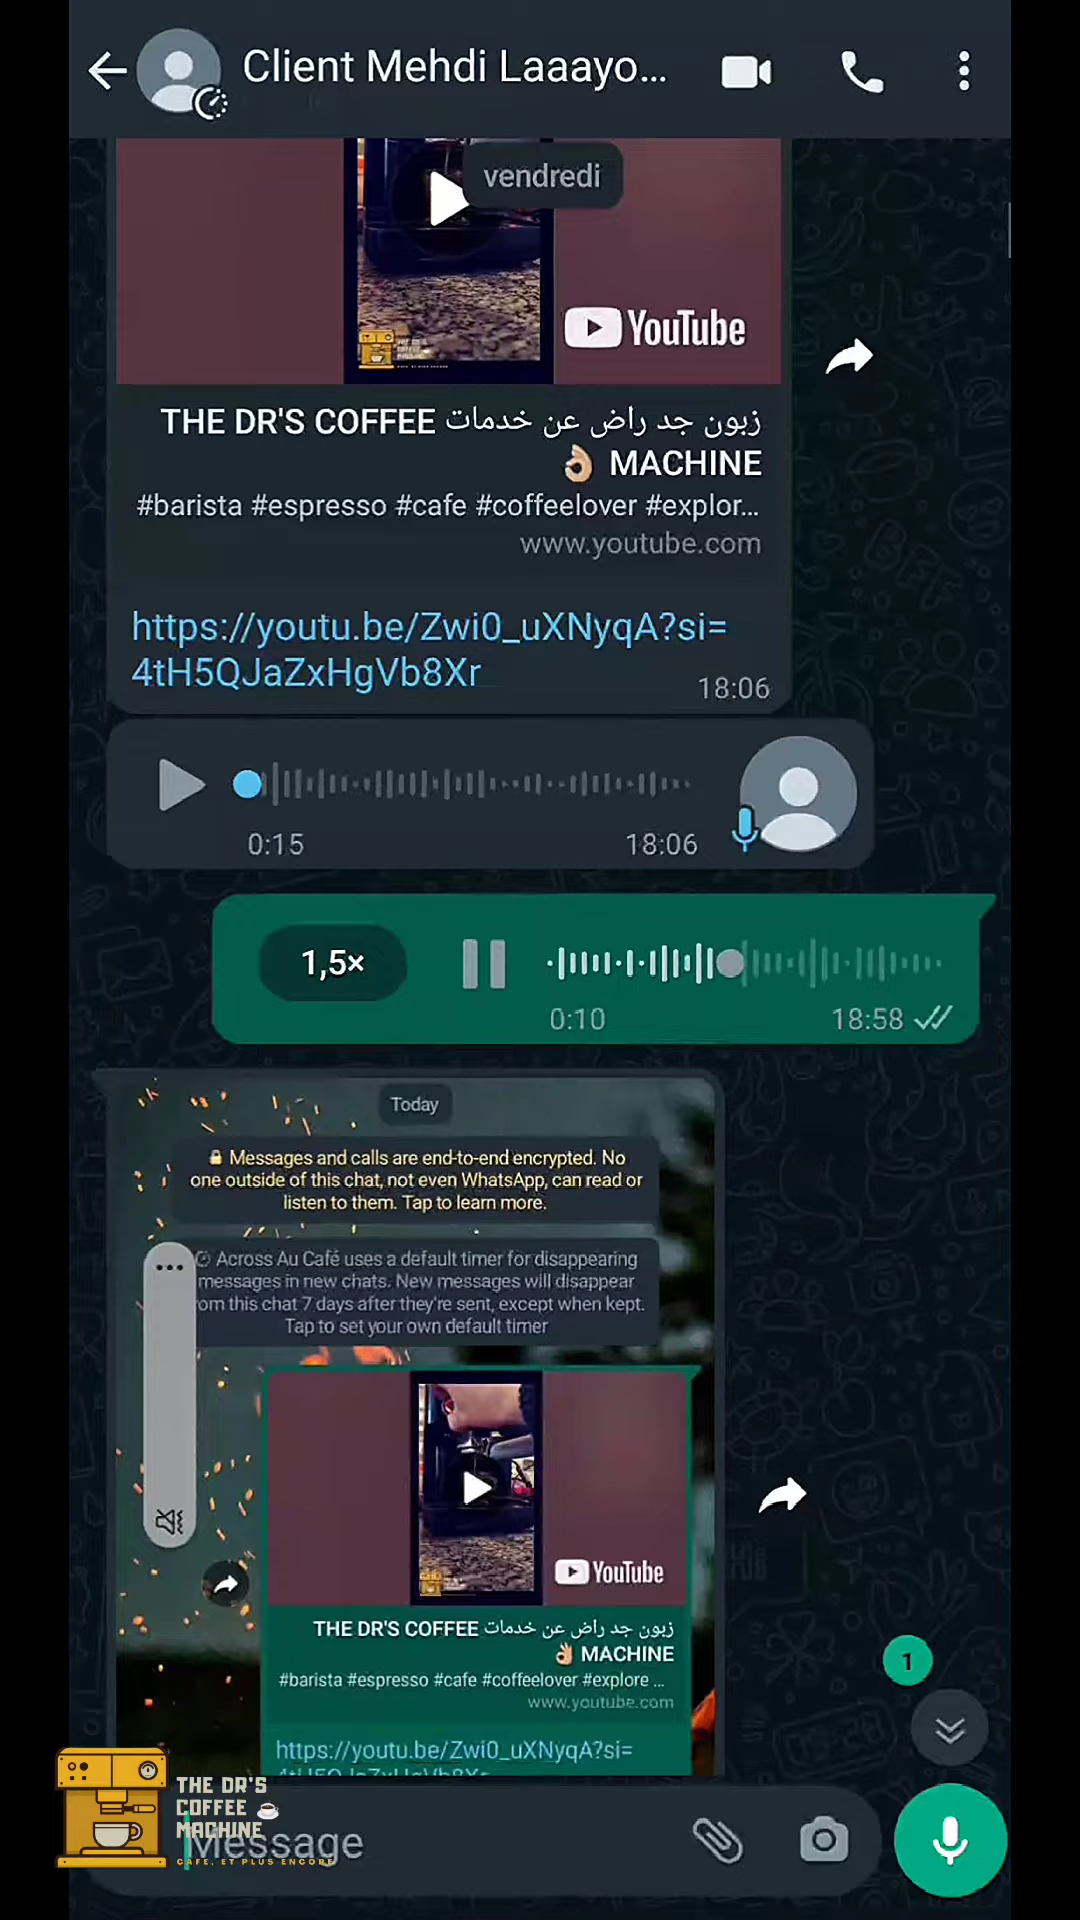 Client Mehdi Laaayo...
vendredi
YouTube
زبون جد راض عن خدمات THE DR'S COFFEE
MACHINE 👌🏼
#barista #espresso #cafe #coffeelover #explor...
www.youtube.com
https://youtu.be/Zwi0_uXNyqA?si=
4tH5QJaZxHgVb8Xr
18:06
0:15
18:06
1,5×
0:10
18:58
Today
🔒 Messages and calls are end-to-end encrypted. No
one outside of this chat, not even WhatsApp, can read or
listen to them. Tap to learn more.
Across Au Café uses a default timer for disappearing
messages in new chats. New messages will disappear
om this chat 7 days after they're sent, except when kept.
Tap to set your own default timer
YouTube
زبون جد راض عن خدمات THE DR'S COFFEE
MACHINE 👌🏼
#barista #espresso #cafe #coffeelover #explore ...
www.youtube.com
https://youtu.be/Zwi0_uXNyqA?si=
1
THE DR'S
COFFEE
MACHINE
CAFE, ET PLUS ENCORE
Message